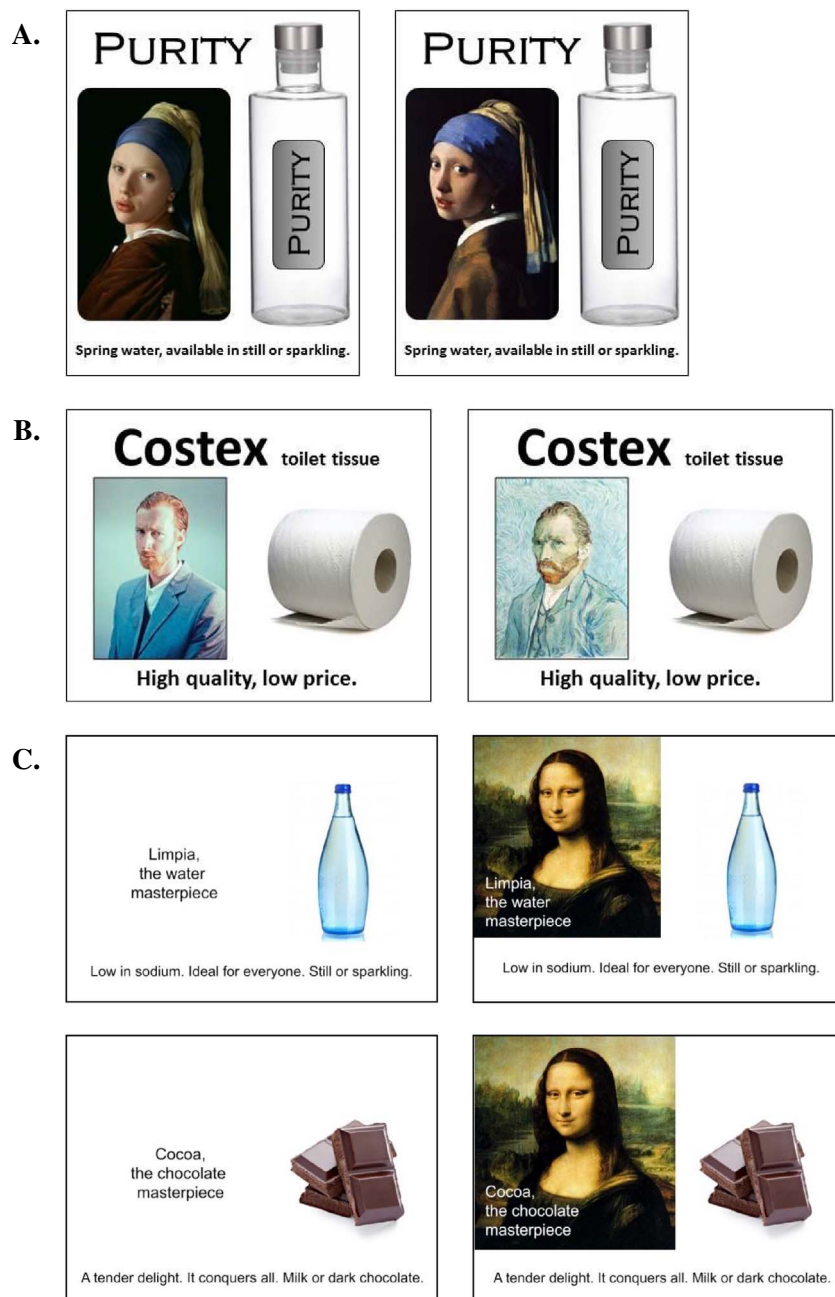 A.
PURITY
PURITY
Spring water, available in still or sparkling.
PURITY
PURITY
Spring water, available in still or sparkling.
B.
Costex toilet tissue
High quality, low price.
Costex toilet tissue
High quality, low price.
C.
Limpia,
the water
masterpiece
Low in sodium. Ideal for everyone. Still or sparkling.
Limpia,
the water
masterpiece
Low in sodium. Ideal for everyone. Still or sparkling.
Cocoa,
the chocolate
masterpiece
A tender delight. It conquers all. Milk or dark chocolate.
Cocoa,
the chocolate
masterpiece
A tender delight. It conquers all. Milk or dark chocolate.